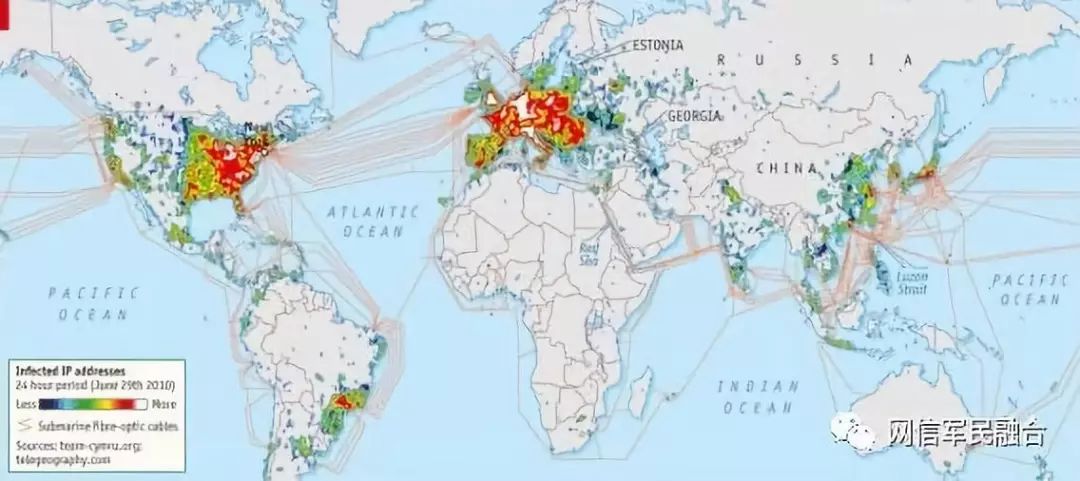 ESTONIA
RUSSIA
GEORGIA
CHINA
ATLANTIC
OCEAN
Red
Sea
Luzon
Strait
PACIFIC
OCEAN
PACIFIC
OCEAN
INDIAN
OCEAN
Infected IP addresses
24 hour period (June 29th 2010)
Less
More
Submarine fibre-optic cables
Sources: team-cymru.org;
telegeography.com
网信军民融合